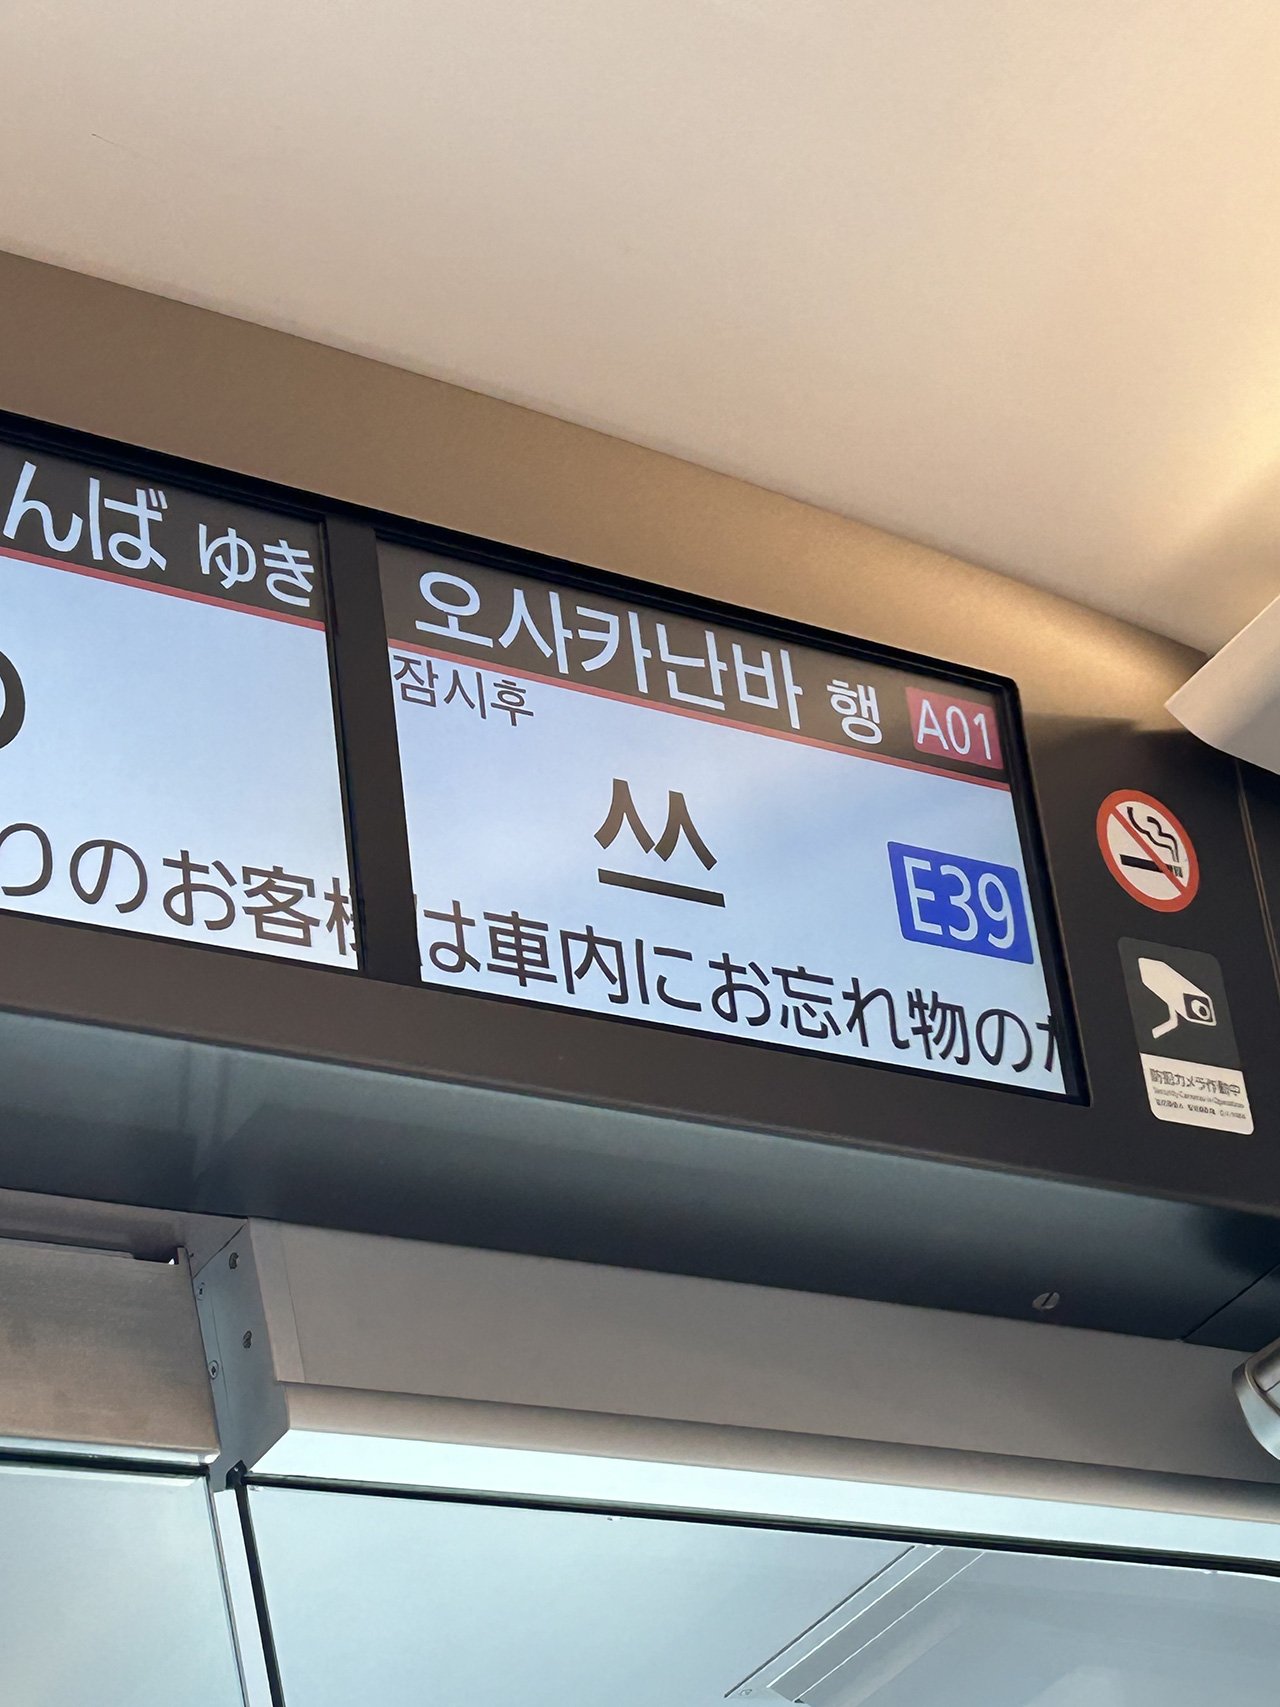 んば ゆき
りのお客様
오사카난바 행 A01
잠시후
쓰
E39
は車内にお忘れ物の
防犯カメラ作動中